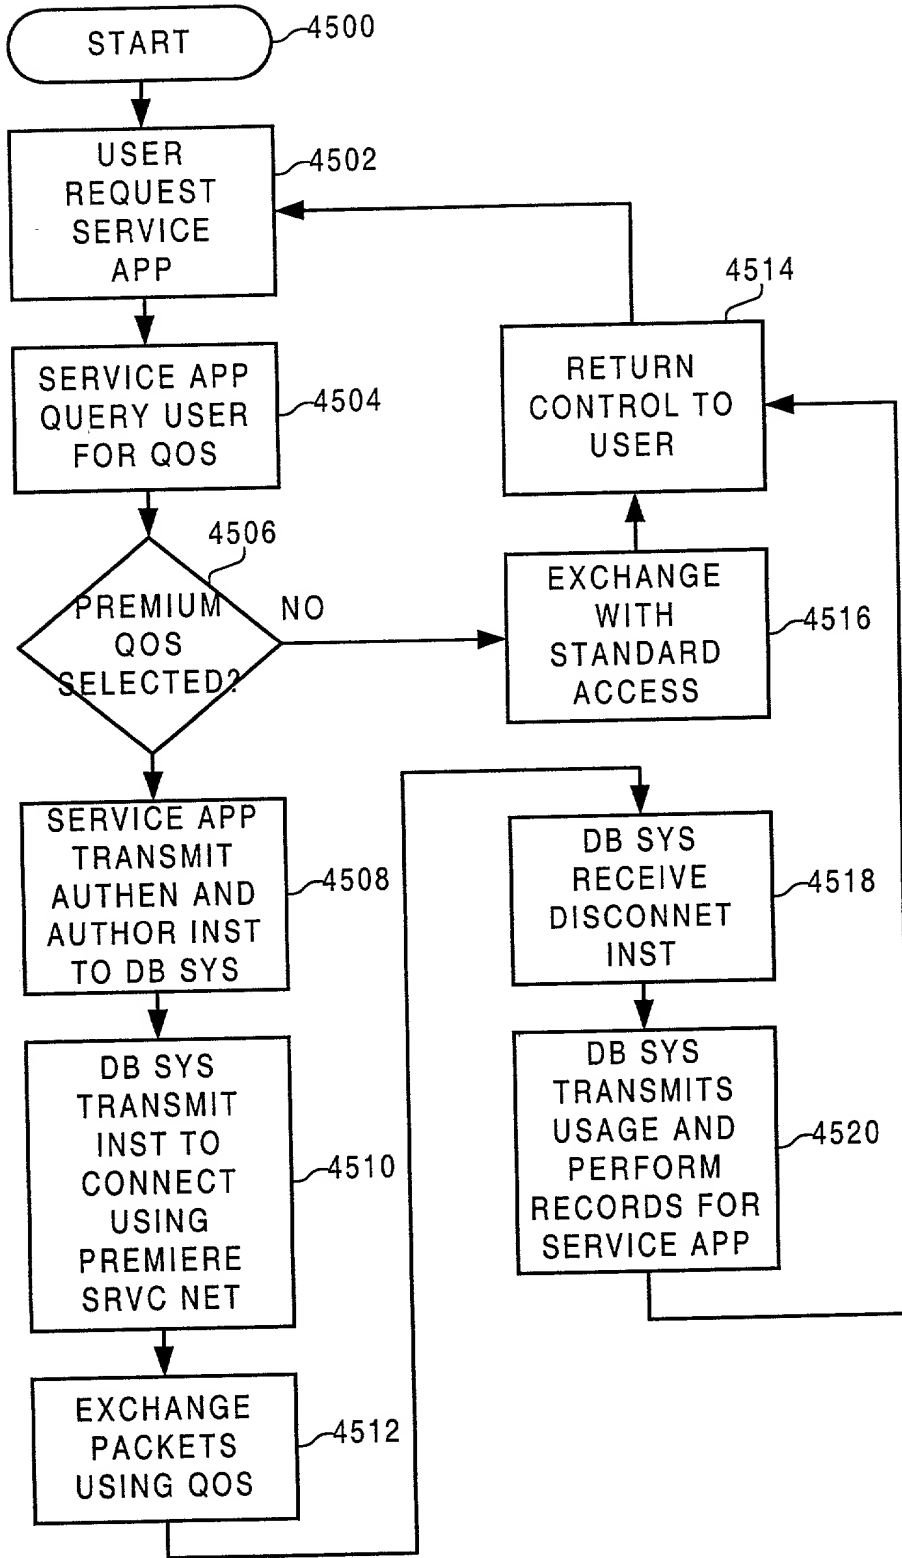 START
4500
USER
REQUEST
SERVICE
APP
4502
SERVICE APP
QUERY USER
FOR QOS
4504
4506
PREMIUM
QOS
SELECTED?
NO
SERVICE APP
TRANSMIT
AUTHEN AND
AUTHOR INST
TO DB SYS
4508
DB SYS
TRANSMIT
INST TO
CONNECT
USING
PREMIERE
SRVC NET
4510
EXCHANGE
PACKETS
USING QOS
4512
4514
RETURN
CONTROL TO
USER
EXCHANGE
WITH
STANDARD
ACCESS
4516
DB SYS
RECEIVE
DISCONNET
INST
4518
DB SYS
TRANSMITS
USAGE AND
PERFORM
RECORDS FOR
SERVICE APP
4520